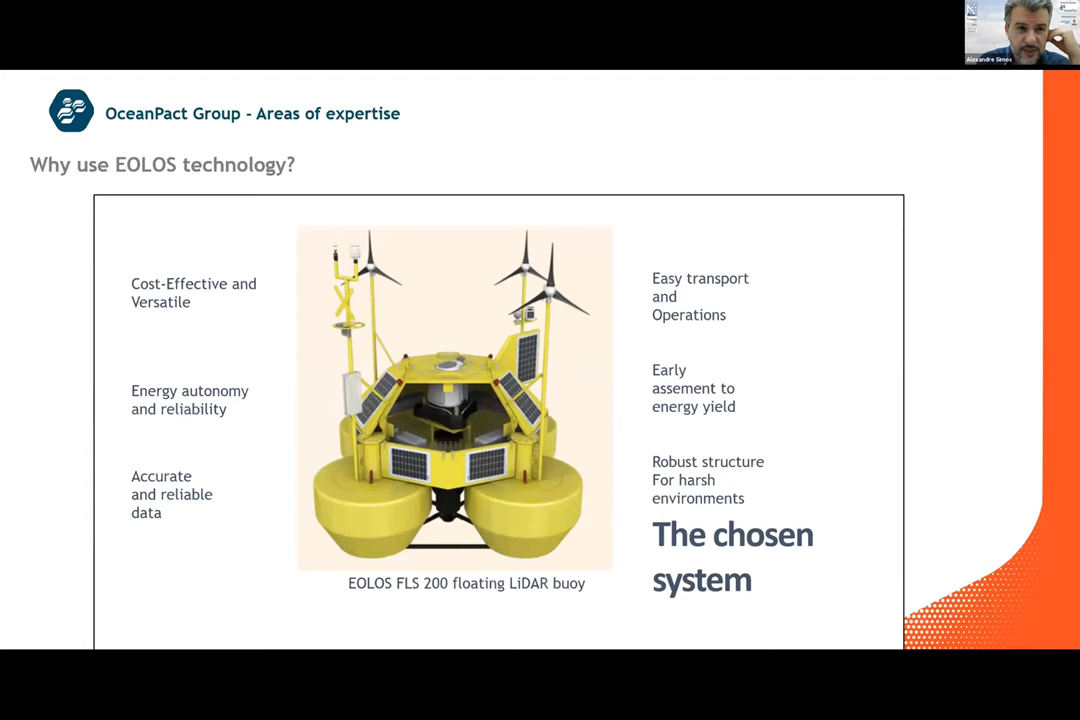 Alexandre Simos
OceanPact Group - Areas of expertise
Why use EOLOS technology?
Cost-Effective and
Versatile
Energy autonomy
and reliability
Accurate
and reliable
data
Easy transport
and
Operations
Early
assement to
energy yield
Robust structure
For harsh
environments
The chosen
system
EOLOS FLS 200 floating LiDAR buoy